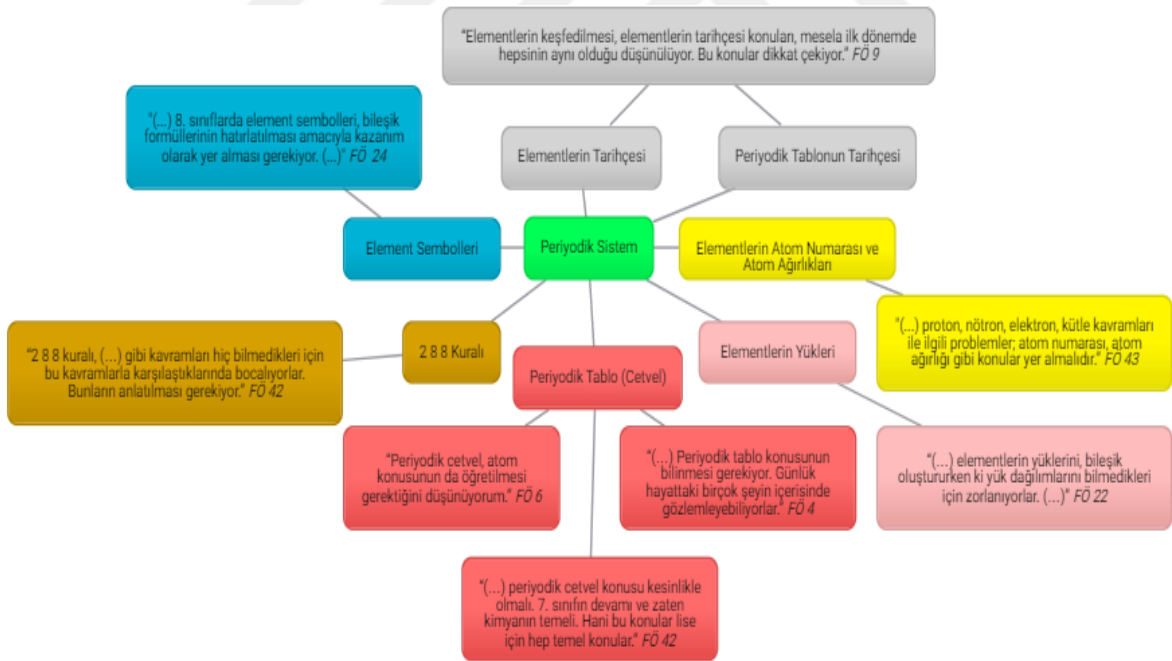 “Elementlerin keşfedilmesi, elementlerin tarihçesi konuları, mesela ilk dönemde
hepsinin aynı olduğu düşünülüyor. Bu konular dikkat çekiyor.” FÖ 9
"(...) 8. sınıflarda element sembolleri, bileşik
formüllerinin hatırlatılması amacıyla kazanım
olarak yer alması gerekiyor. (...)" FÖ 24
Elementlerin Tarihçesi
Periyodik Tablonun Tarihçesi
Element Sembolleri
Periyodik Sistem
Elementlerin Atom Numarası ve
Atom Ağırlıkları
“2 8 8 kuralı, (...) gibi kavramları hiç bilmedikleri için
bu kavramlarla karşılaştıklarında bocalıyorlar.
Bunların anlatılması gerekiyor.” FÖ 42
2 8 8 Kuralı
Periyodik Tablo (Cetvel)
Elementlerin Yükleri
"(...) proton, nötron, elektron, kütle kavramları
ile ilgili problemler; atom numarası, atom
ağırlığı gibi konular yer almalıdır.” FÖ 43
“Periyodik cetvel, atom
konusunun da öğretilmesi
gerektiğini düşünüyorum.” FÖ 6
“(...) Periyodik tablo konusunun
bilinmesi gerekiyor. Günlük
hayattaki birçok şeyin içerisinde
gözlemleyebiliyorlar.” FÖ 4
“(...) elementlerin yüklerini, bileşik
oluştururken ki yük dağılımlarını bilmedikleri
için zorlanıyorlar. (...)” FÖ 22
“(...) periyodik cetvel konusu kesinlikle
olmalı. 7. sınıfın devamı ve zaten
kimyanın temeli. Hani bu konular lise
için hep temel konular.” FÖ 42